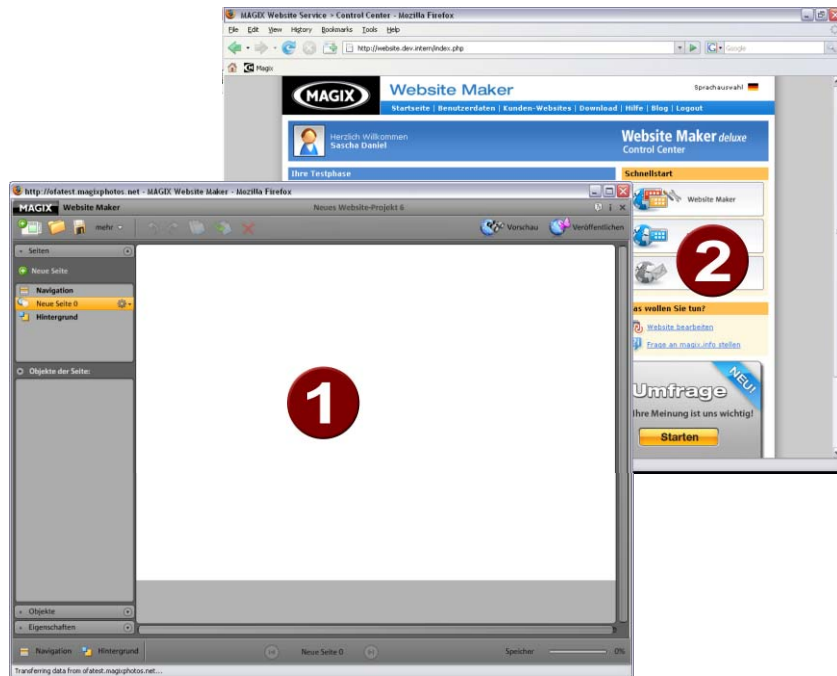 MAGIX Website Service > Control Center - Mozilla Firefox
File Edit View History Bookmarks Tools Help
http://website.dev.intern/index.php
Google
Magix
MAGIX
Website Maker
Sprachauswahl
Startseite | Benutzerdaten | Kunden-Websites | Download | Hilfe | Blog | Logout
Herzlich Willkommen
Sascha Daniel
Website Maker deluxe
Control Center
Ihre Testphase
Schnellstart
Website Maker
2
as wollen Sie tun?
Website bearbeiten
Frage an magix.info stellen
NEU!
Umfrage
Ihre Meinung ist uns wichtig!
Starten
http://ofatest.magixphotos.net - MAGIX Website Maker - Mozilla Firefox
MAGIX Website Maker
Neues Website-Projekt 6
mehr
Vorschau
Veröffentlichen
Seiten
Neue Seite
Navigation
Neue Seite 0
Hintergrund
Objekte der Seite:
1
Objekte
Eigenschaften
Navigation
Hintergrund
Neue Seite 0
Speicher
0%
Transferring data from ofatest.magixphotos.net...